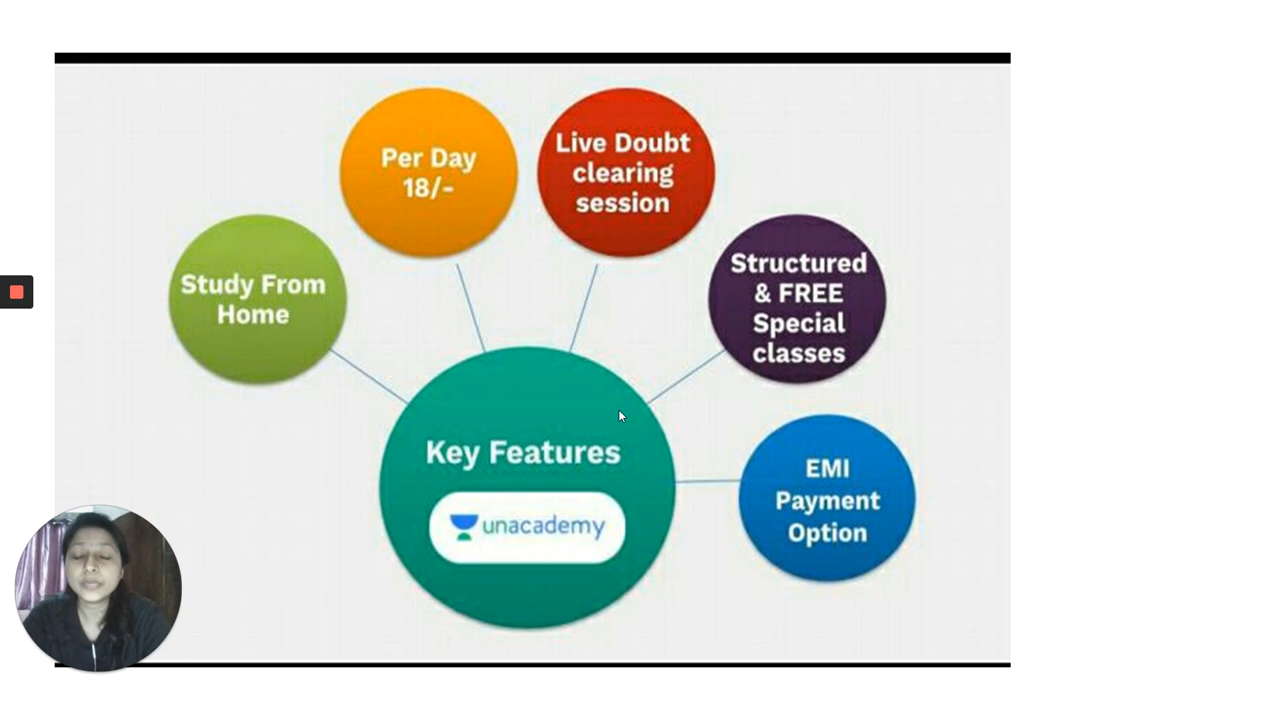 Per Day
18/-
Live Doubt
clearing
session
Study From
Home
Structured
& FREE
Special
classes
Key Features
unacademy
EMI
Payment
Option